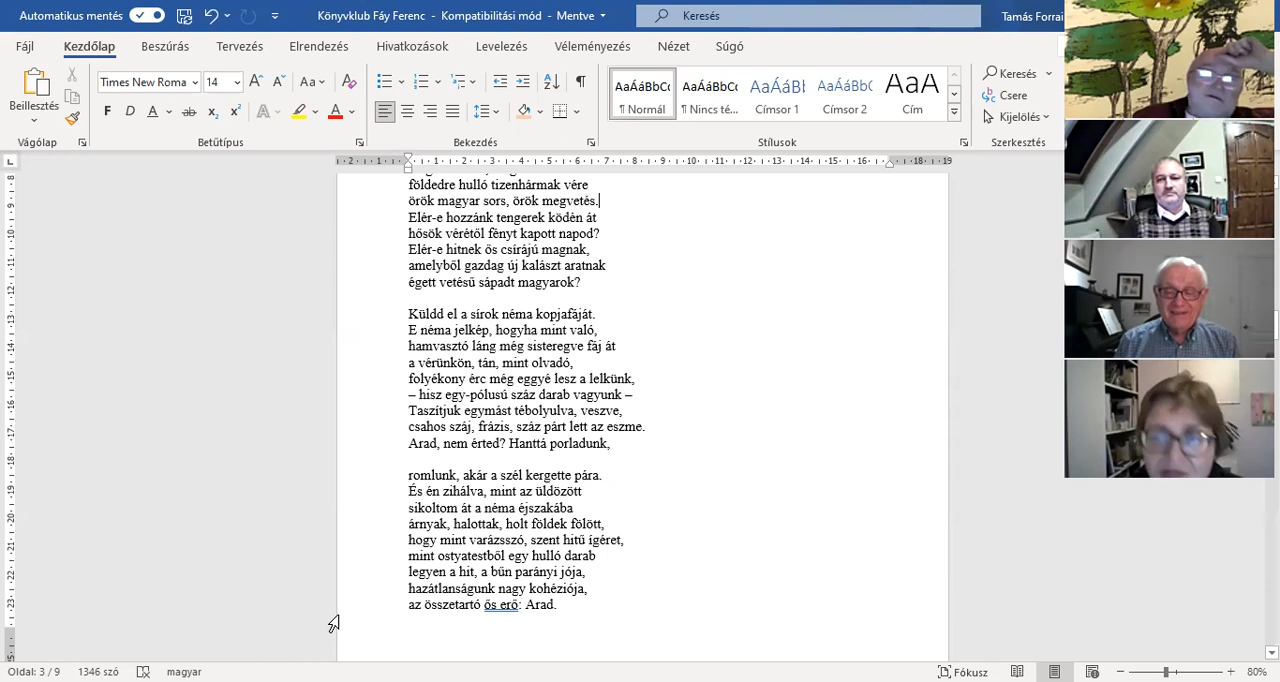 Automatikus mentés
Könyvklub Fáy Ferenc - Kompatibilitási mód - Mentve
Keresés
Tamás Forrai
Fájl Kezdőlap Beszúrás Tervezés Elrendezés Hivatkozások Levelezés Véleményezés Nézet Súgó
Beillesztés
Times New Roma 14
AaÁáBbCc AaÁáBbCc AaÁáBb AaÁáBbC AaÁ
¶ Normál ¶ Nincs té... Címsor 1 Címsor 2 Cím
Keresés
Csere
Kijelölés
Vágólap Betűtípus Bekezdés Stílusok Szerkesztés
földedre hulló tizenhármak vére
örök magyar sors, örök megvetés.
Elér-e hozzánk tengerek ködén át
hősök vérétől fényt kapott napod?
Elér-e hitnek ős csírájú magnak,
amelyből gazdag új kalászt aratnak
égett vetésű sápadt magyarok?
Küldd el a sírok néma kopjafáját.
E néma jelkép, hogyha mint való,
hamvasztó láng még sisteregve fáj át
a vérünkön, tán, mint olvadó,
folyékony érc még eggyé lesz a lelkünk,
– hisz egy-pólusú száz darab vagyunk –
Taszítjuk egymást tébolyulva, veszve,
csahos száj, frázis, száz párt lett az eszme.
Arad, nem érted? Hanttá porladunk,
romlunk, akár a szél kergette pára.
És én zihálva, mint az üldözött
sikoltom át a néma éjszakába
árnyak, halottak, holt földek fölött,
hogy mint varázsszó, szent hitű ígéret,
mint ostyatestből egy hulló darab
legyen a hit, a bűn parányi jója,
hazátlanságunk nagy kohéziója,
az összetartó ős erő: Arad.
Oldal: 3 / 9 1346 szó magyar Fókusz 80%